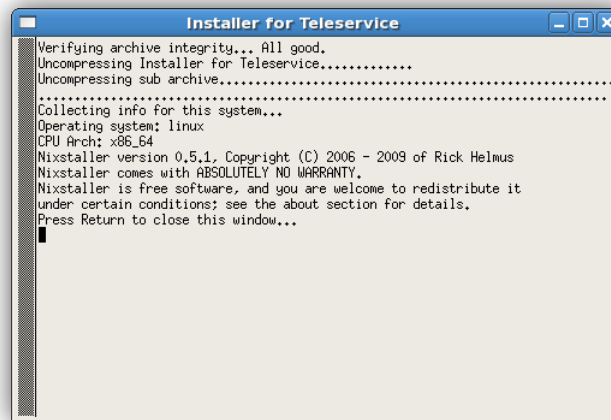 Installer for Teleservice
Verifying archive integrity... All good.
Uncompressing Installer for Teleservice.............
Uncompressing sub archive.......................................................
................................................................................
Collecting info for this system...
Operating system: linux
CPU Arch: x86_64
Nixstaller version 0.5.1, Copyright (C) 2006 - 2009 of Rick Helmus
Nixstaller comes with ABSOLUTELY NO WARRANTY.
Nixstaller is free software, and you are welcome to redistribute it
under certain conditions; see the about section for details.
Press Return to close this window...